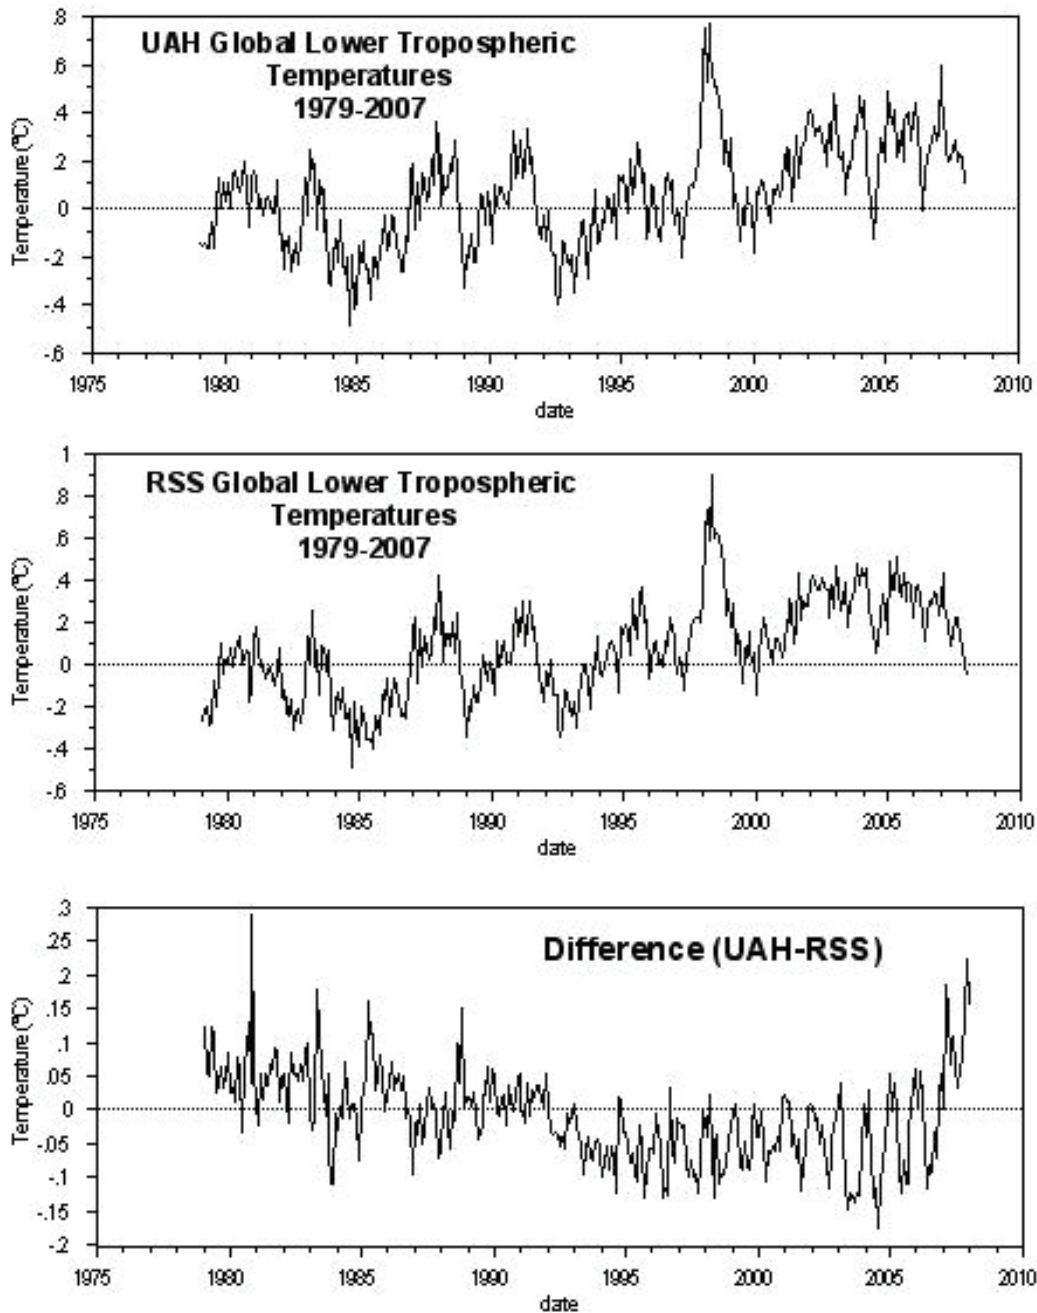 .8
UAH Global Lower Tropospheric
Temperatures
1979-2007
.6
.4
.2
0
-.2
-.4
-.6
Temperature (ºC)
1975 1980 1985 1990 1995 2000 2005 2010
date
1
RSS Global Lower Tropospheric
Temperatures
1979-2007
.8
.6
.4
.2
0
-.2
-.4
-.6
Temperature (ºC)
1975 1980 1985 1990 1995 2000 2005 2010
date
.3
Difference (UAH-RSS)
.25
.2
.15
.1
.05
0
-.05
-.1
-.15
-.2
Temperature (ºC)
1975 1980 1985 1990 1995 2000 2005 2010
date